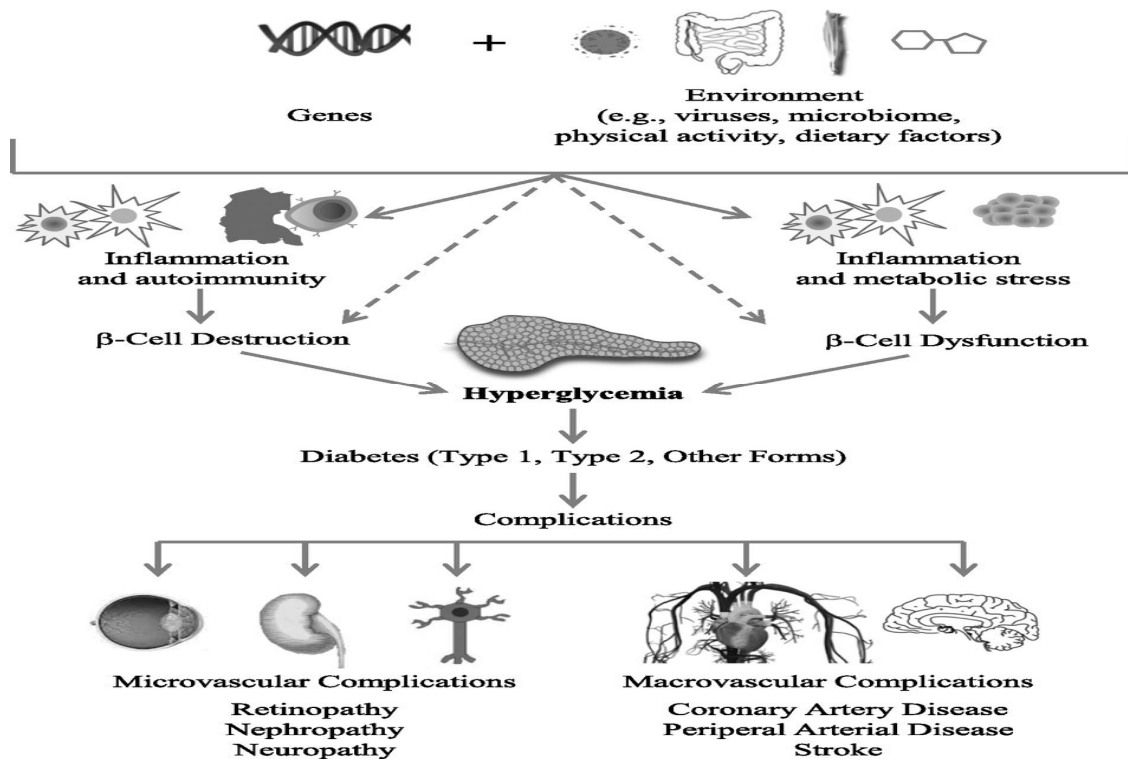 +
Genes
Environment
(e.g., viruses, microbiome,
physical activity, dietary factors)
Inflammation
and autoimmunity
Inflammation
and metabolic stress
β-Cell Destruction
β-Cell Dysfunction
Hyperglycemia
Diabetes (Type 1, Type 2, Other Forms)
Complications
Microvascular Complications
Retinopathy
Nephropathy
Neuropathy
Macrovascular Complications
Coronary Artery Disease
Periperal Arterial Disease
Stroke